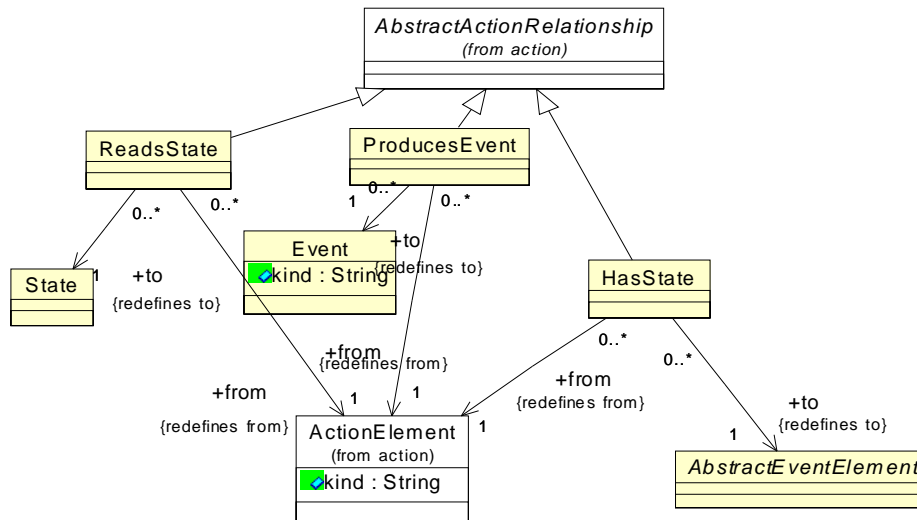 AbstractActionRelationship
(from action)
ReadsState
ProducesEvent
0..*
0..*
1
0..*
0..*
Event
kind : String
+to
{redefines to}
State
1
+to
{redefines to}
HasState
0..*
0..*
+from
{redefines from}
+from
{redefines from}
1
1
+from
{redefines from}
1
+to
{redefines to}
1
ActionElement
(from action)
kind : String
AbstractEventElement